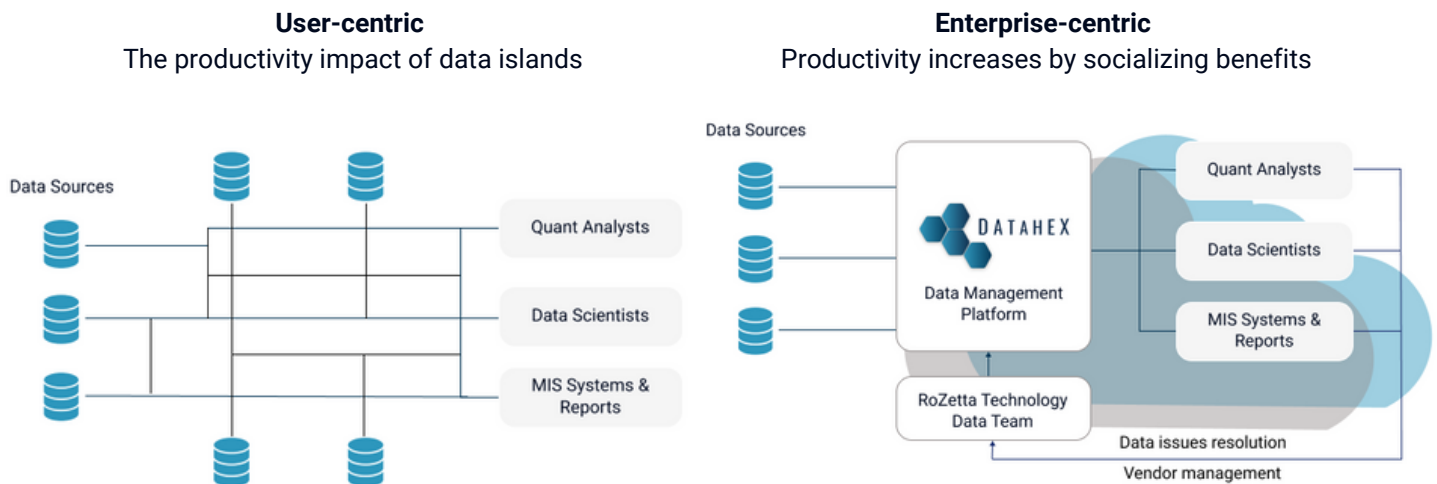 User-centric
The productivity impact of data islands
Data Sources
Quant Analysts
Data Scientists
MIS Systems &
Reports
Enterprise-centric
Productivity increases by socializing benefits
Data Sources
DATAHEX
Data Management
Platform
RoZetta Technology
Data Team
Quant Analysts
Data Scientists
MIS Systems &
Reports
Data issues resolution
Vendor management